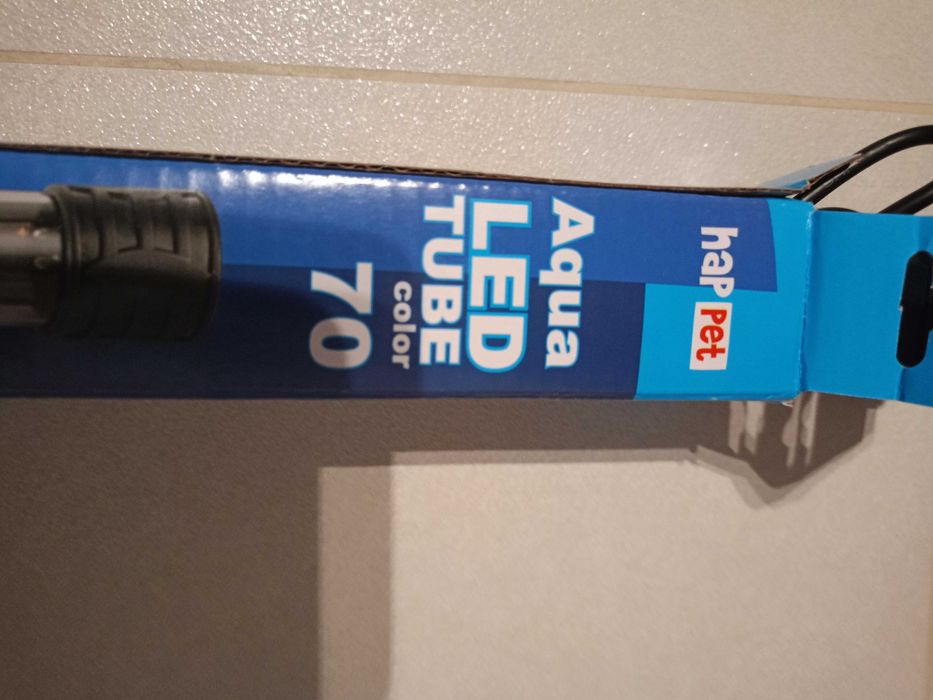 hap pet
Aqua
LED
TUBE
color
70